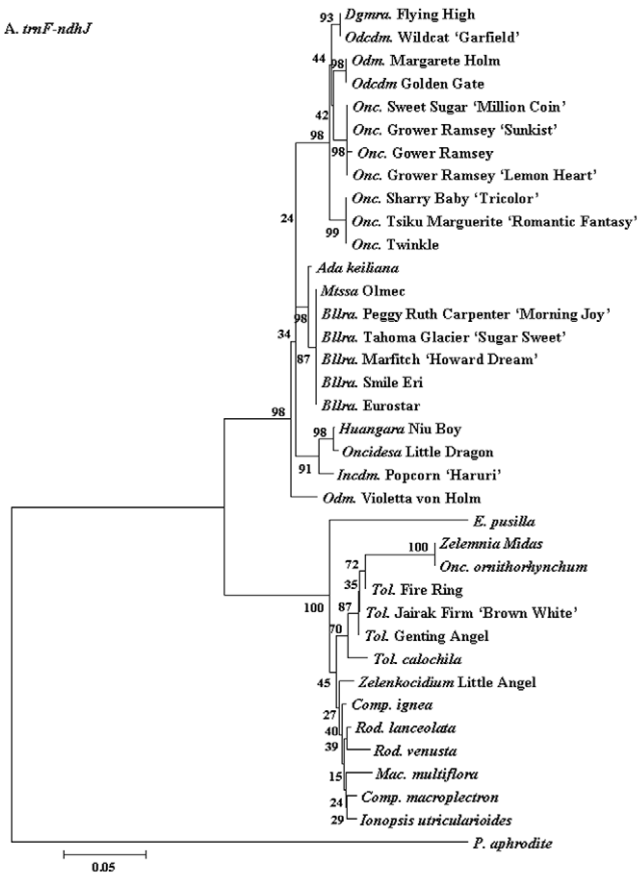 A. trnF-ndhJ
93
Dgmra. Flying High
Odcdm. Wildcat ‘Garfield’
44
98
Odm. Margarete Holm
Odcdm Golden Gate
42
Onc. Sweet Sugar ‘Million Coin’
Onc. Grower Ramsey ‘Sunkist’
98
98
Onc. Gower Ramsey
Onc. Grower Ramsey ‘Lemon Heart’
Onc. Sharry Baby ‘Tricolor’
24
Onc. Tsiku Marguerite ‘Romantic Fantasy’
99
Onc. Twinkle
Ada keiliana
Mtssa Olmec
98
Bllra. Peggy Ruth Carpenter ‘Morning Joy’
34
Bllra. Tahoma Glacier ‘Sugar Sweet’
87
Bllra. Marfitch ‘Howard Dream’
Bllra. Smile Eri
Bllra. Eurostar
98
98
Huangara Niu Boy
Oncidesa Little Dragon
91
Incdm. Popcorn ‘Haruri’
Odm. Violetta von Holm
E. pusilla
100
Zelemnia Midas
72
Onc. ornithorhynchum
35
Tol. Fire Ring
100
87
Tol. Jairak Firm ‘Brown White’
70
Tol. Genting Angel
Tol. calochila
45
Zelenkocidium Little Angel
27
Comp. ignea
40
Rod. lanceolata
39
Rod. venusta
15
Mac. multiflora
24
Comp. macroplectron
29
Ionopsis utricularioides
P. aphrodite
0.05